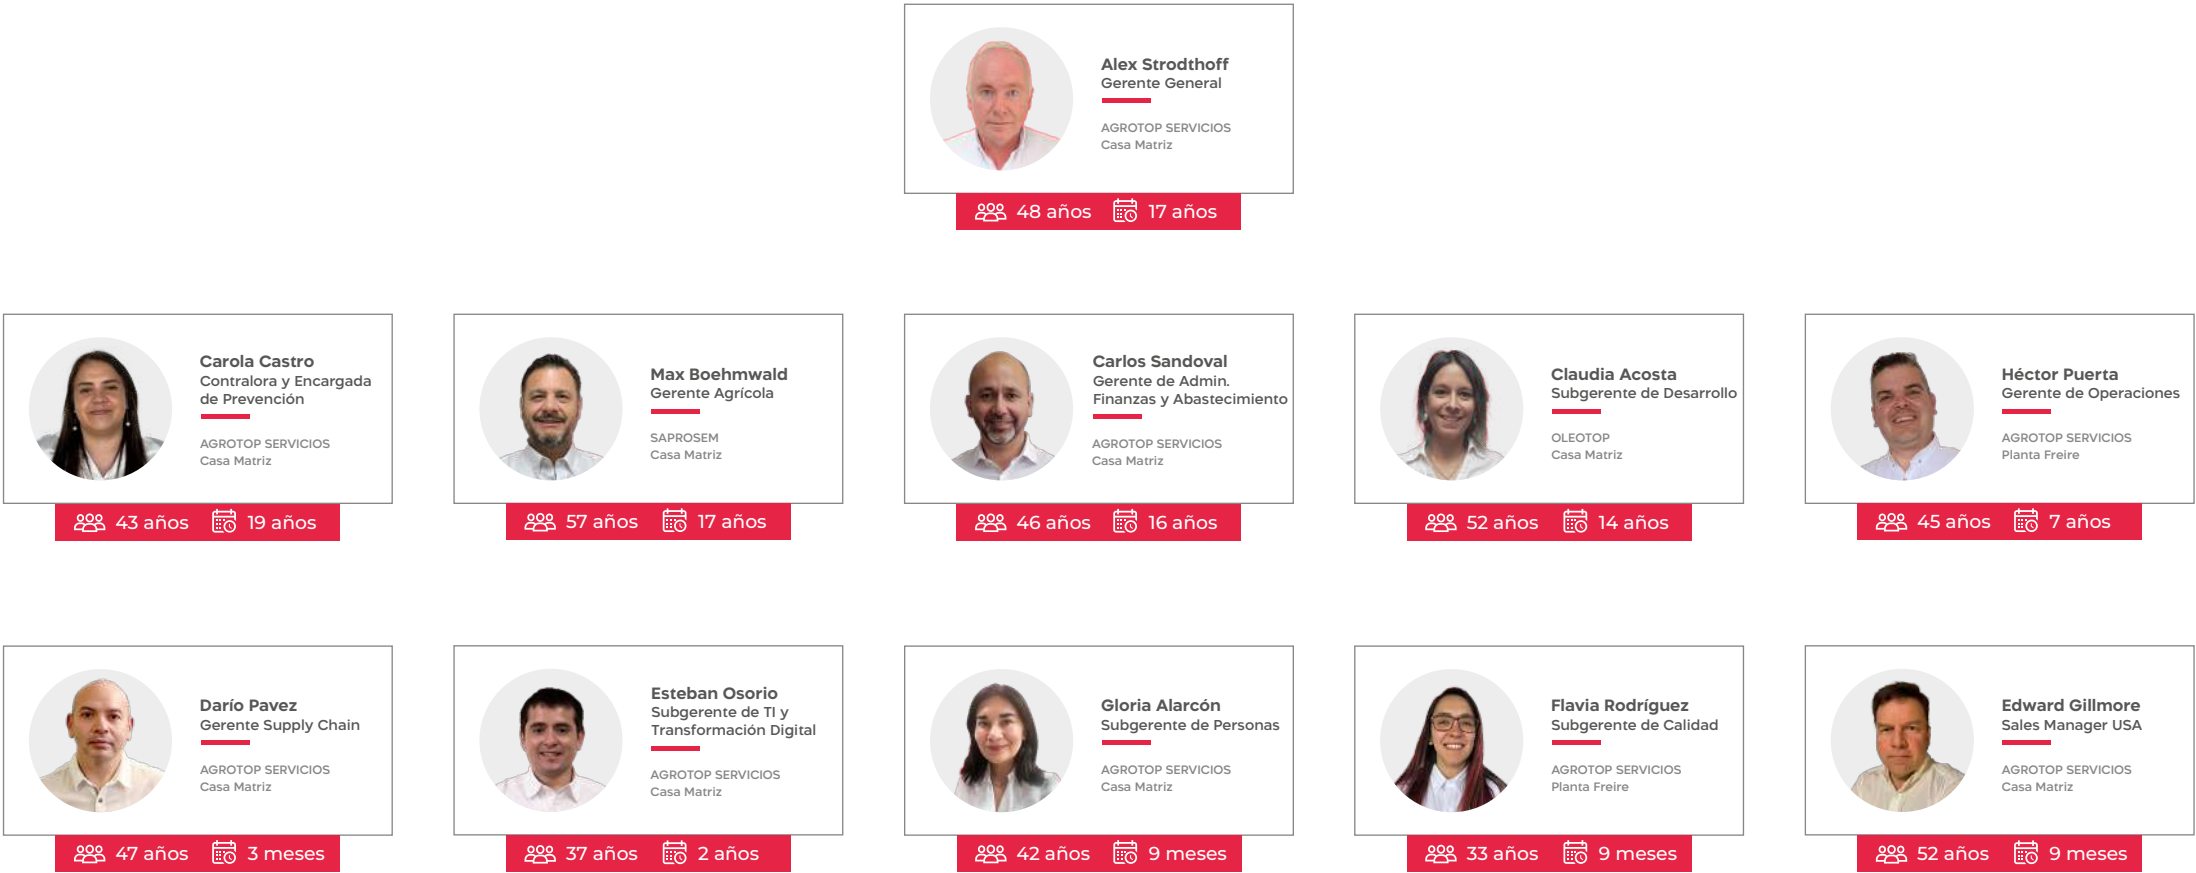 Alex Strodthoff
Gerente General
AGROTOP SERVICIOS
Casa Matriz
48 años
17 años
Carola Castro
Contralora y Encargada
de Prevención
AGROTOP SERVICIOS
Casa Matriz
43 años
19 años
Max Boehmwald
Gerente Agrícola
SAPROSEM
Casa Matriz
57 años
17 años
Carlos Sandoval
Gerente de Admin.
Finanzas y Abastecimiento
AGROTOP SERVICIOS
Casa Matriz
46 años
16 años
Claudia Acosta
Subgerente de Desarrollo
OLEOTOP
Casa Matriz
52 años
14 años
Héctor Puerta
Gerente de Operaciones
AGROTOP SERVICIOS
Planta Freire
45 años
7 años
Darío Pavez
Gerente Supply Chain
AGROTOP SERVICIOS
Casa Matriz
47 años
3 meses
Esteban Osorio
Subgerente de TI y
Transformación Digital
AGROTOP SERVICIOS
Casa Matriz
37 años
2 años
Gloria Alarcón
Subgerente de Personas
AGROTOP SERVICIOS
Casa Matriz
42 años
9 meses
Flavia Rodríguez
Subgerente de Calidad
AGROTOP SERVICIOS
Planta Freire
33 años
9 meses
Edward Gillmore
Sales Manager USA
AGROTOP SERVICIOS
Casa Matriz
52 años
9 meses